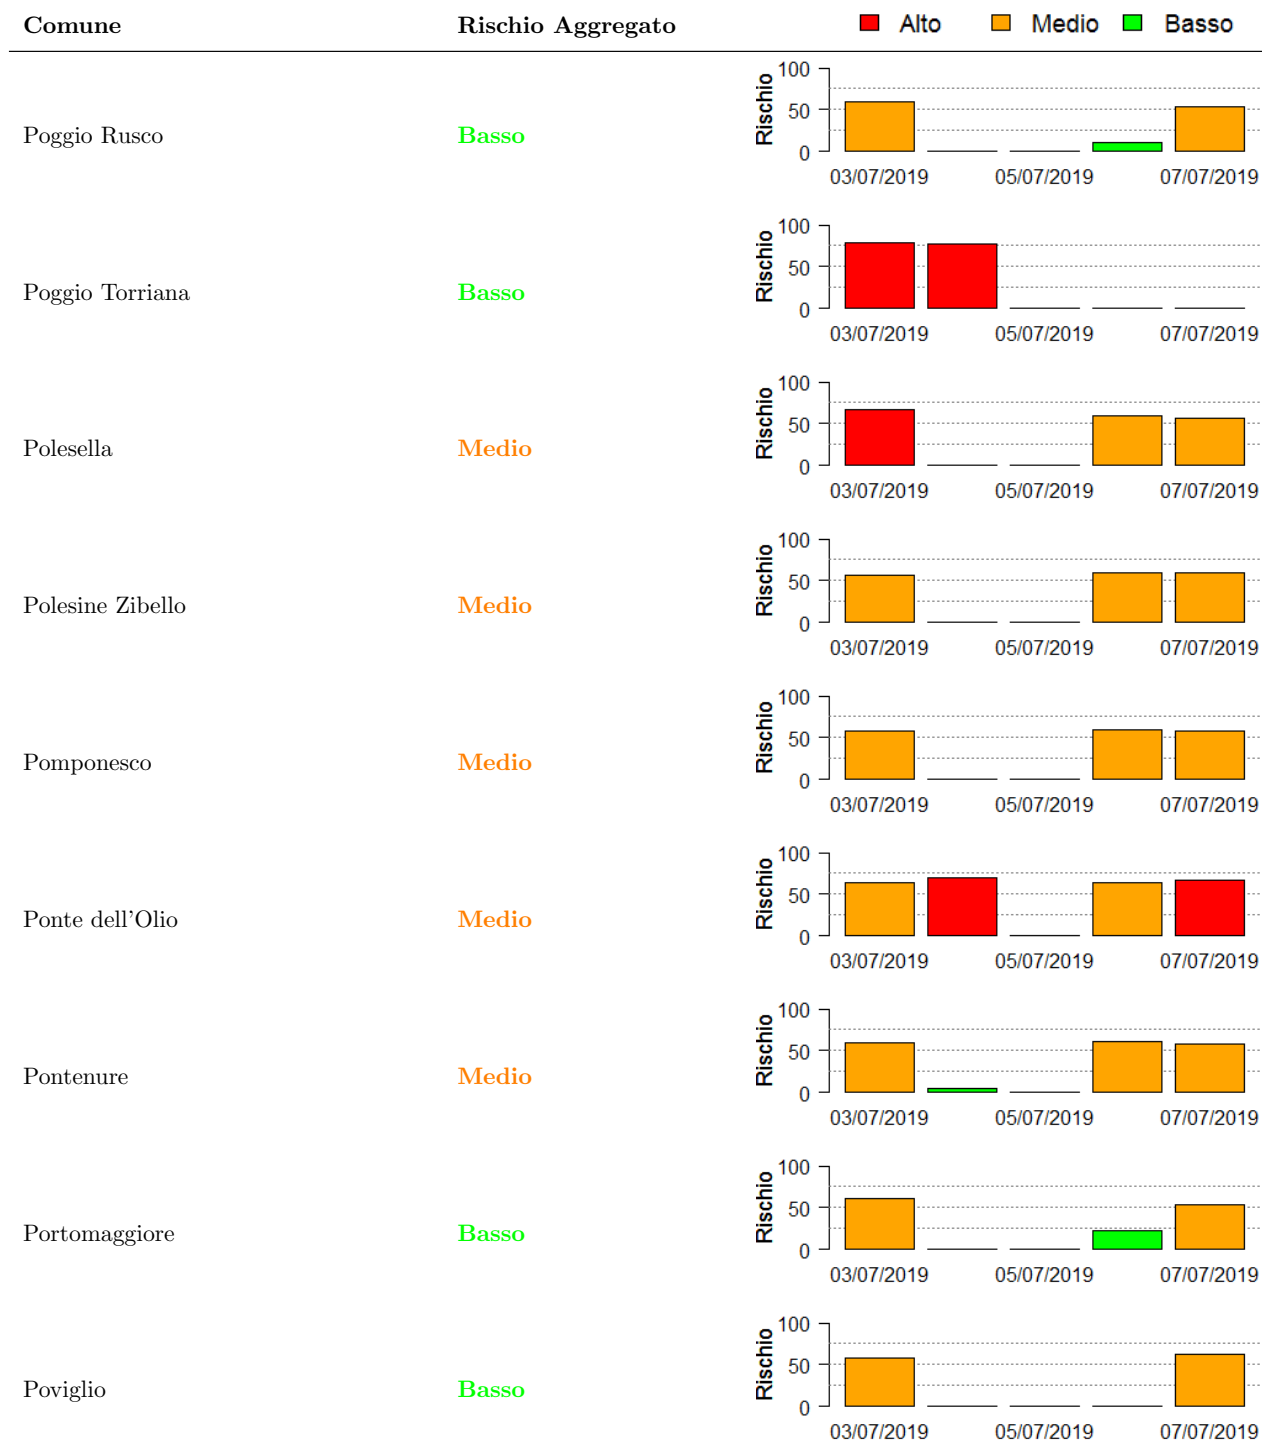 Comune Rischio Aggregato Alto Medio Basso
Poggio Rusco Basso Rischio 100 50 0
03/07/2019 05/07/2019 07/07/2019
Poggio Torriana Basso Rischio 100 50 0
03/07/2019 05/07/2019 07/07/2019
Polesella Medio Rischio 100 50 0
03/07/2019 05/07/2019 07/07/2019
Polesine Zibello Medio Rischio 100 50 0
03/07/2019 05/07/2019 07/07/2019
Pomponesco Medio Rischio 100 50 0
03/07/2019 05/07/2019 07/07/2019
Ponte dell'Olio Medio Rischio 100 50 0
03/07/2019 05/07/2019 07/07/2019
Pontenure Medio Rischio 100 50 0
03/07/2019 05/07/2019 07/07/2019
Portomaggiore Basso Rischio 100 50 0
03/07/2019 05/07/2019 07/07/2019
Poviglio Basso Rischio 100 50 0
03/07/2019 05/07/2019 07/07/2019